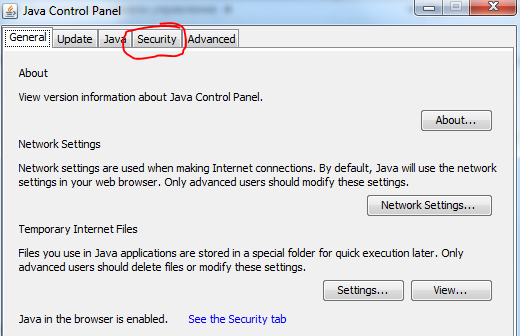 Java Control Panel
General Update Java Security Advanced
About
View version information about Java Control Panel.
About...
Network Settings
Network settings are used when making Internet connections. By default, Java will use the network
settings in your web browser. Only advanced users should modify these settings.
Network Settings...
Temporary Internet Files
Files you use in Java applications are stored in a special folder for quick execution later. Only
advanced users should delete files or modify these settings.
Settings... View...
Java in the browser is enabled. See the Security tab